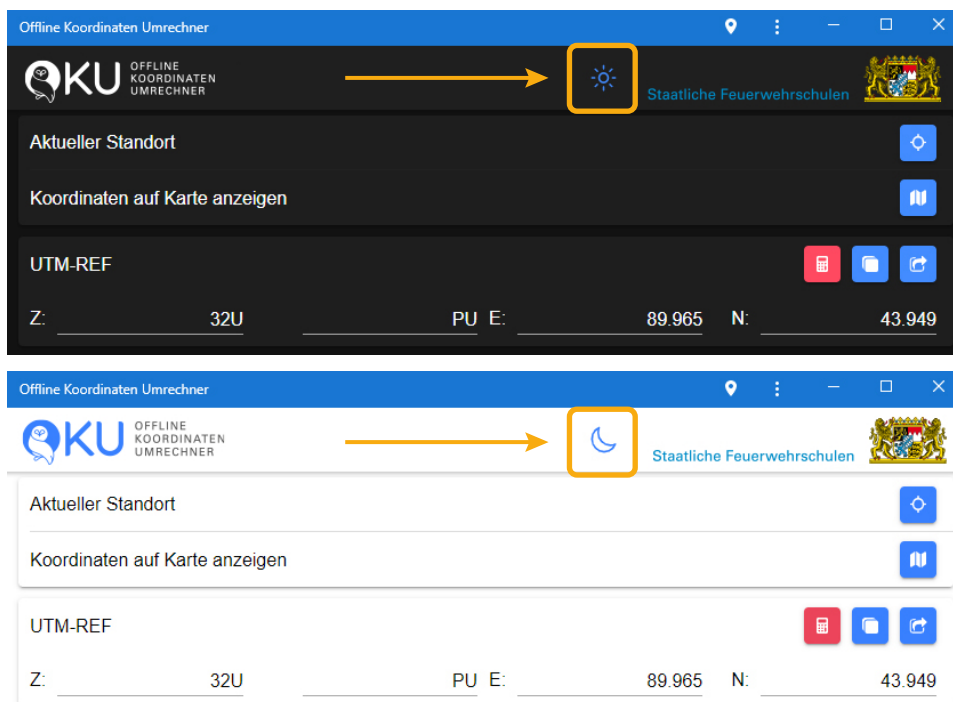 Offline Koordinaten Umrechner
OKU OFFLINE
KOORDINATEN
UMRECHNER
Staatliche Feuerwehrschulen
Aktueller Standort
Koordinaten auf Karte anzeigen
UTM-REF
Z: 32U PU E: 89.965 N: 43.949
Offline Koordinaten Umrechner
OKU OFFLINE
KOORDINATEN
UMRECHNER
Staatliche Feuerwehrschulen
Aktueller Standort
Koordinaten auf Karte anzeigen
UTM-REF
Z: 32U PU E: 89.965 N: 43.949